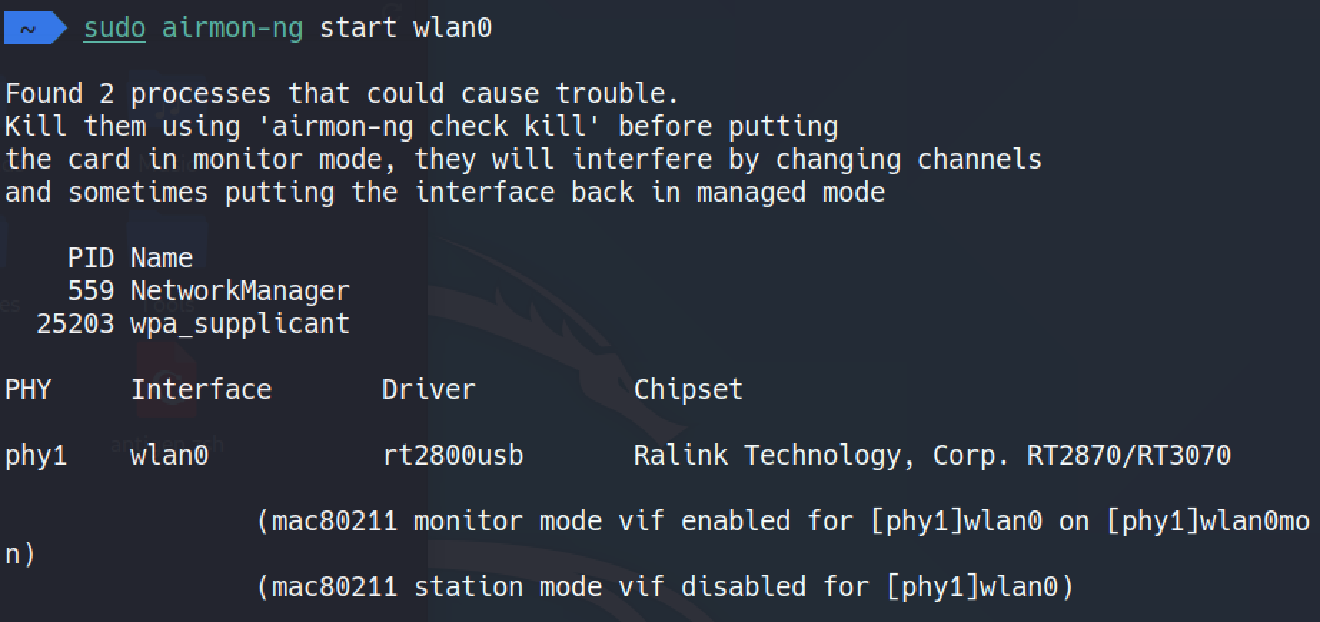 ~ sudo airmon-ng start wlan0
Found 2 processes that could cause trouble.
Kill them using 'airmon-ng check kill' before putting
the card in monitor mode, they will interfere by changing channels
and sometimes putting the interface back in managed mode
PID Name
559 NetworkManager
25203 wpa_supplicant
PHY Interface Driver Chipset
phy1 wlan0 rt2800usb Ralink Technology, Corp. RT2870/RT3070
(mac80211 monitor mode vif enabled for [phy1]wlan0 on [phy1]wlan0mo
n)
(mac80211 station mode vif disabled for [phy1]wlan0)